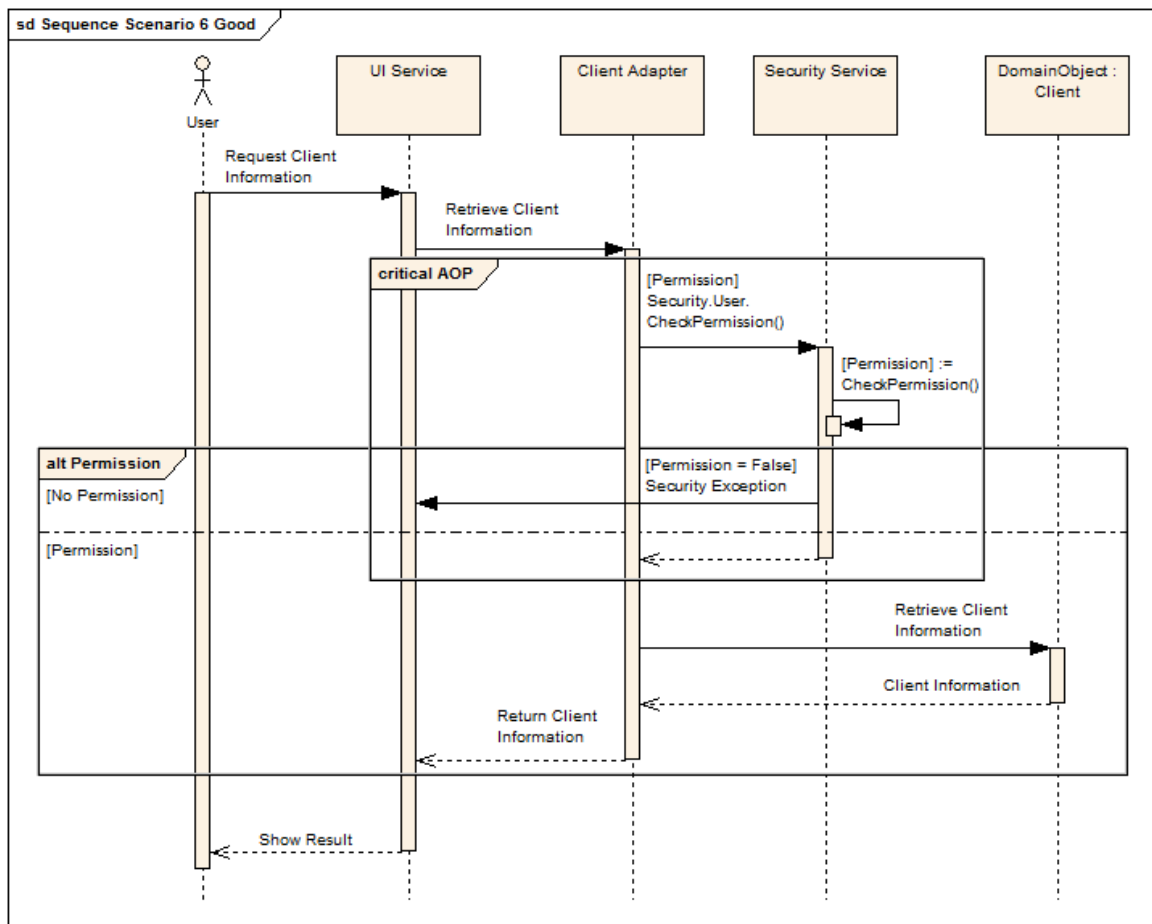 sd Sequence Scenario 6 Good
UI Service
Client Adapter
Security Service
DomainObject :
Client
User
Request Client
Information
Retrieve Client
Information
critical AOP
[Permission]
Security.User.
CheckPermission()
[Permission] :=
CheckPermission()
alt Permission
[No Permission]
[Permission = False]
Security Exception
[Permission]
Retrieve Client
Information
Client Information
Return Client
Information
Show Result